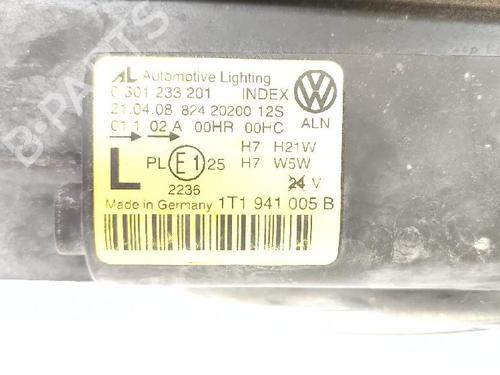 B-PARTS
AL Automotive Lighting
0 301 233 201 INDEX
21.04.08 824 20200 12S
01 1 02 A 00HR 00HC ALN
H7 H21W
L PL E1 25 H7 W5W
2236 24 V
Made in Germany 1T1 941 005 B